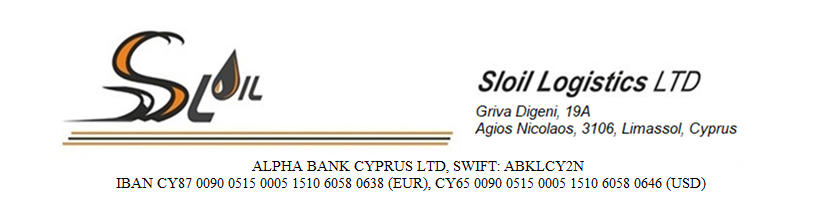 SLOIL
Sloil Logistics LTD
Griva Digeni, 19A
Agios Nicolaos, 3106, Limassol, Cyprus
ALPHA BANK CYPRUS LTD, SWIFT: ABKLCY2N
IBAN CY87 0090 0515 0005 1510 6058 0638 (EUR), CY65 0090 0515 0005 1510 6058 0646 (USD)